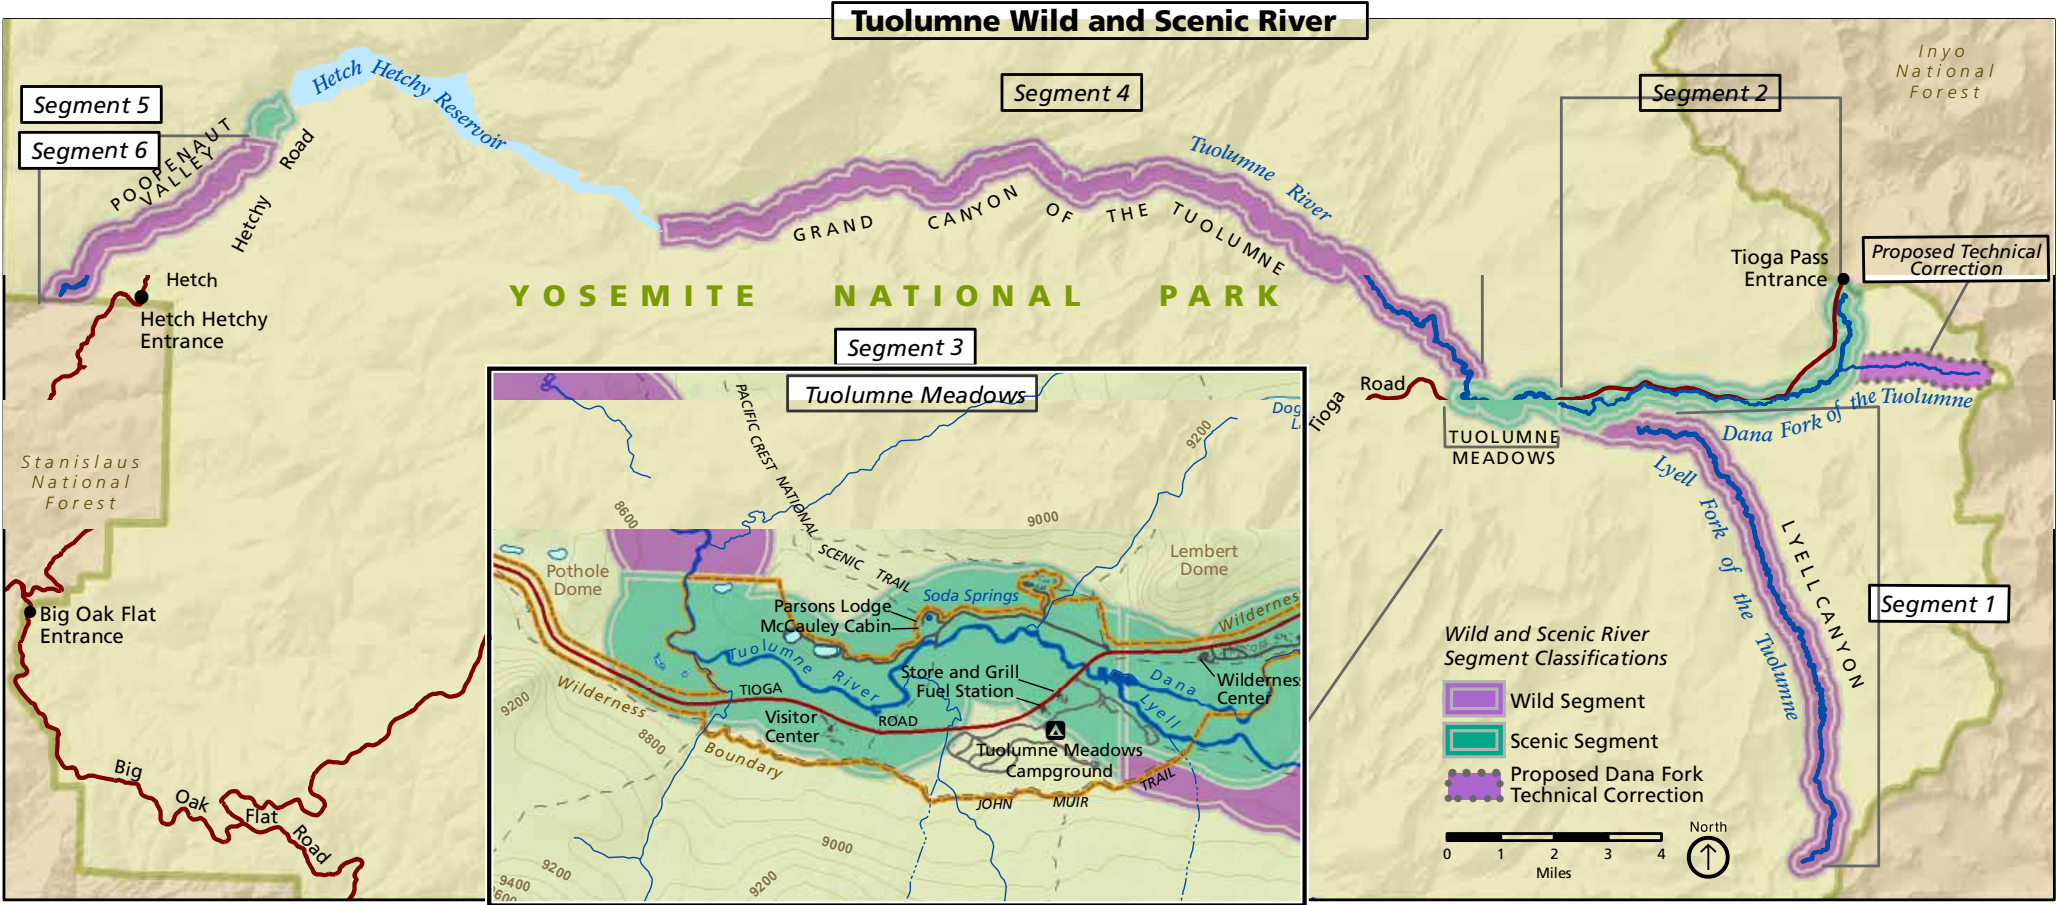 Tuolumne Wild and Scenic River
Segment 5
Segment 6
POOPENAUT
VALLEY
Hetch Hetchy Reservoir
Road
Hetchy
Hetch
Hetch Hetchy
Entrance
Segment 4
Tuolumne River
GRAND CANYON OF THE TUOLUMNE
YOSEMITE NATIONAL PARK
Segment 2
Inyo
National
Forest
Tioga Pass
Entrance
Proposed Technical
Correction
Segment 3
Tioga
Road
TUOLUMNE
MEADOWS
Dana Fork of the Tuolumne
Lyell Fork of the Tuolumne
LYELL CANYON
Segment 1
Stanislaus
National
Forest
Big Oak Flat
Entrance
Big Oak Flat Road
Tuolumne Meadows
PACIFIC CREST NATIONAL SCENIC TRAIL
Dog
9200
8600
9000
Lembert
Dome
Pothole
Dome
Soda Springs
Parsons Lodge
McCauley Cabin
Wilderness
Tuolumne River
Store and Grill
Fuel Station
Dana
Lyell
Wilderness
Center
TIOGA
ROAD
Visitor
Center
Wilderness
Boundary
9200
8800
Tuolumne Meadows
Campground
JOHN MUIR TRAIL
9000
9200
9200
9400
9600
Wild and Scenic River
Segment Classifications
Wild Segment
Scenic Segment
Proposed Dana Fork
Technical Correction
0 1 2 3 4
Miles
North